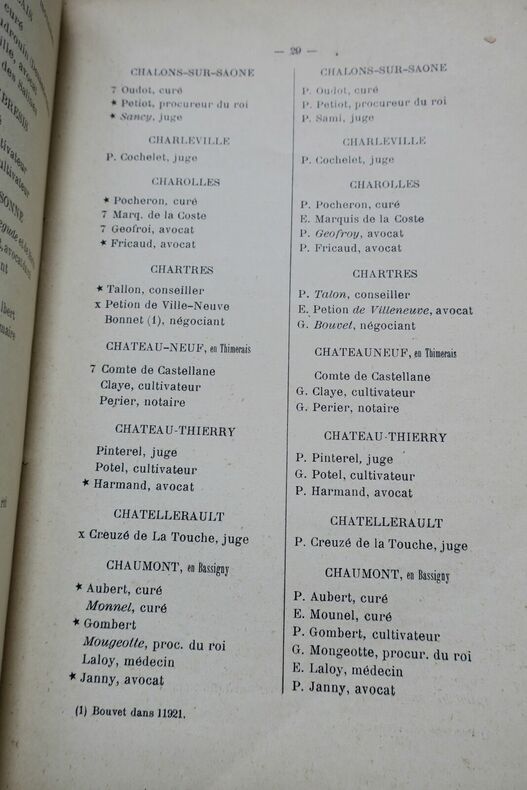 — 29 —
CHALONS-SUR-SAONE
7 Oudot, curé
★ Petiot, procureur du roi
★ Sancy, juge
CHARLEVILLE
P. Cochelet, juge
CHAROLLES
★ Pocheron, curé
7 Marq. de la Coste
7 Geofroi, avocat
★ Fricaud, avocat
CHARTRES
★ Tallon, conseiller
x Petion de Ville-Neuve
Bonnet (1), négociant
CHATEAU-NEUF, en Thimerais
7 Comte de Castellane
Claye, cultivateur
Perier, notaire
CHATEAU-THIERRY
Pinterel, juge
Potel, cultivateur
★ Harmand, avocat
CHATELLERAULT
x Creuzé de La Touche, juge
CHAUMONT, en Bassigny
★ Aubert, curé
Monnel, curé
★ Gombert
Mougeotte, proc. du roi
Laloy, médecin
★ Janny, avocat
(1) Bouvet dans 11921.
CHALONS-SUR-SAONE
P. Oudot, curé
P. Petiot, procureur du roi
P. Sami, juge
CHARLEVILLE
P. Cochelet, juge
CHAROLLES
P. Pocheron, curé
E. Marquis de la Coste
P. Geofroy, avocat
P. Fricaud, avocat
CHARTRES
P. Talon, conseiller
E. Petion de Villeneuve, avocat
G. Bouvet, négociant
CHATEAUNEUF, en Thimerais
Comte de Castellane
G. Claye, cultivateur
G. Perier, notaire
CHATEAU-THIERRY
P. Pinterel, juge
G. Potel, cultivateur
P. Harmand, avocat
CHATELLERAULT
P. Creuzé de la Touche, juge
CHAUMONT, en Bassigny
P. Aubert, curé
E. Mounel, curé
P. Gombert, cultivateur
G. Mongeotte, procur. du roi
E. Laloy, médecin
P. Janny, avocat